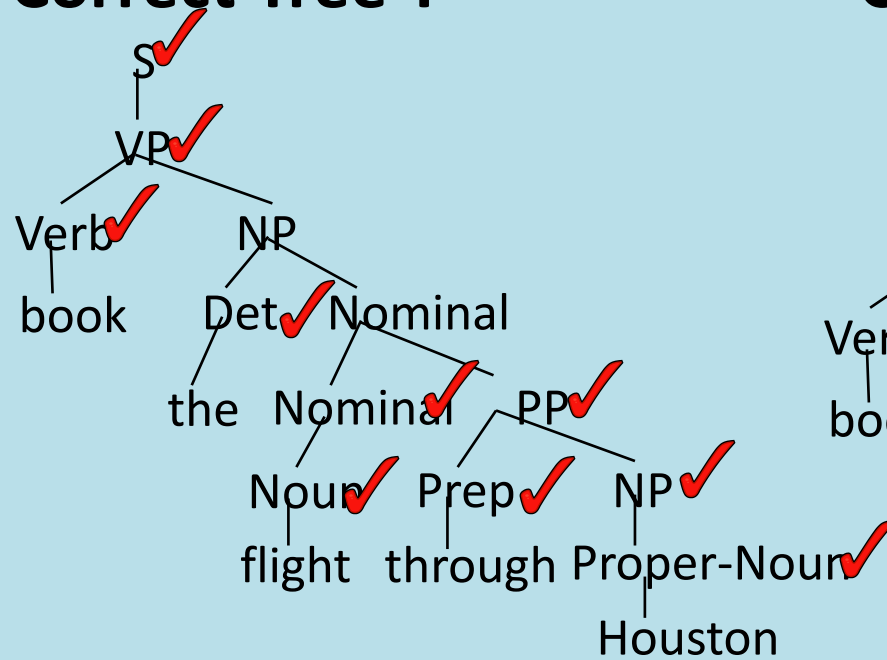 S
VP
Verb NP
book Det Nominal
the Nominal PP
Noun Prep NP
flight through Proper-Noun
Houston